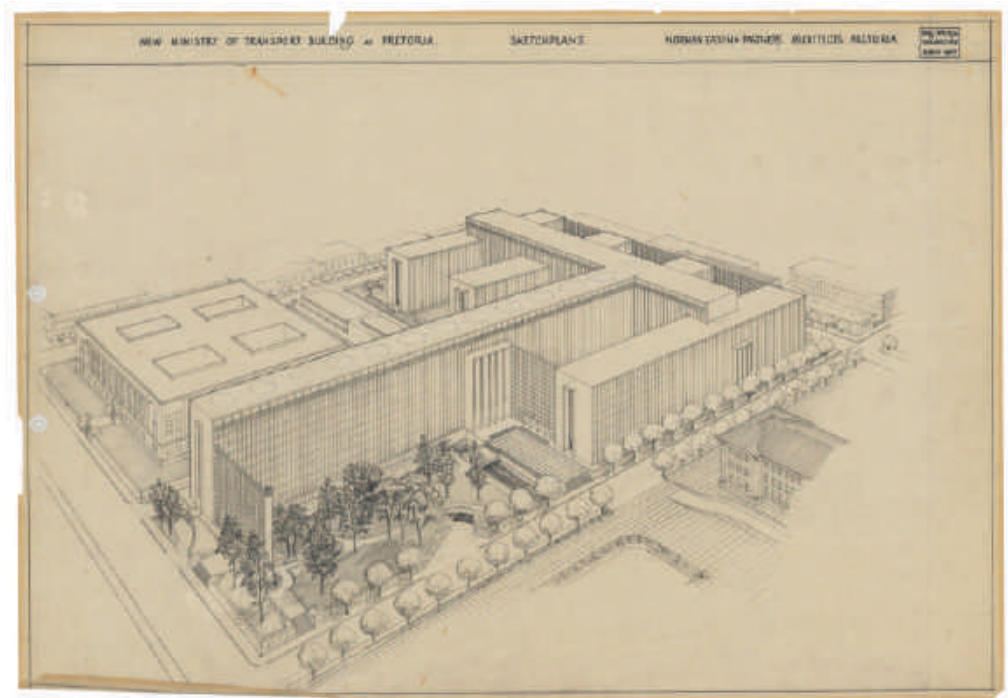 NEW MINISTRY OF TRANSPORT BUILDING at PRETORIA. SKETCHPLANS NORMAN EATON & PARTNERS ARCHITECTS PRETORIA